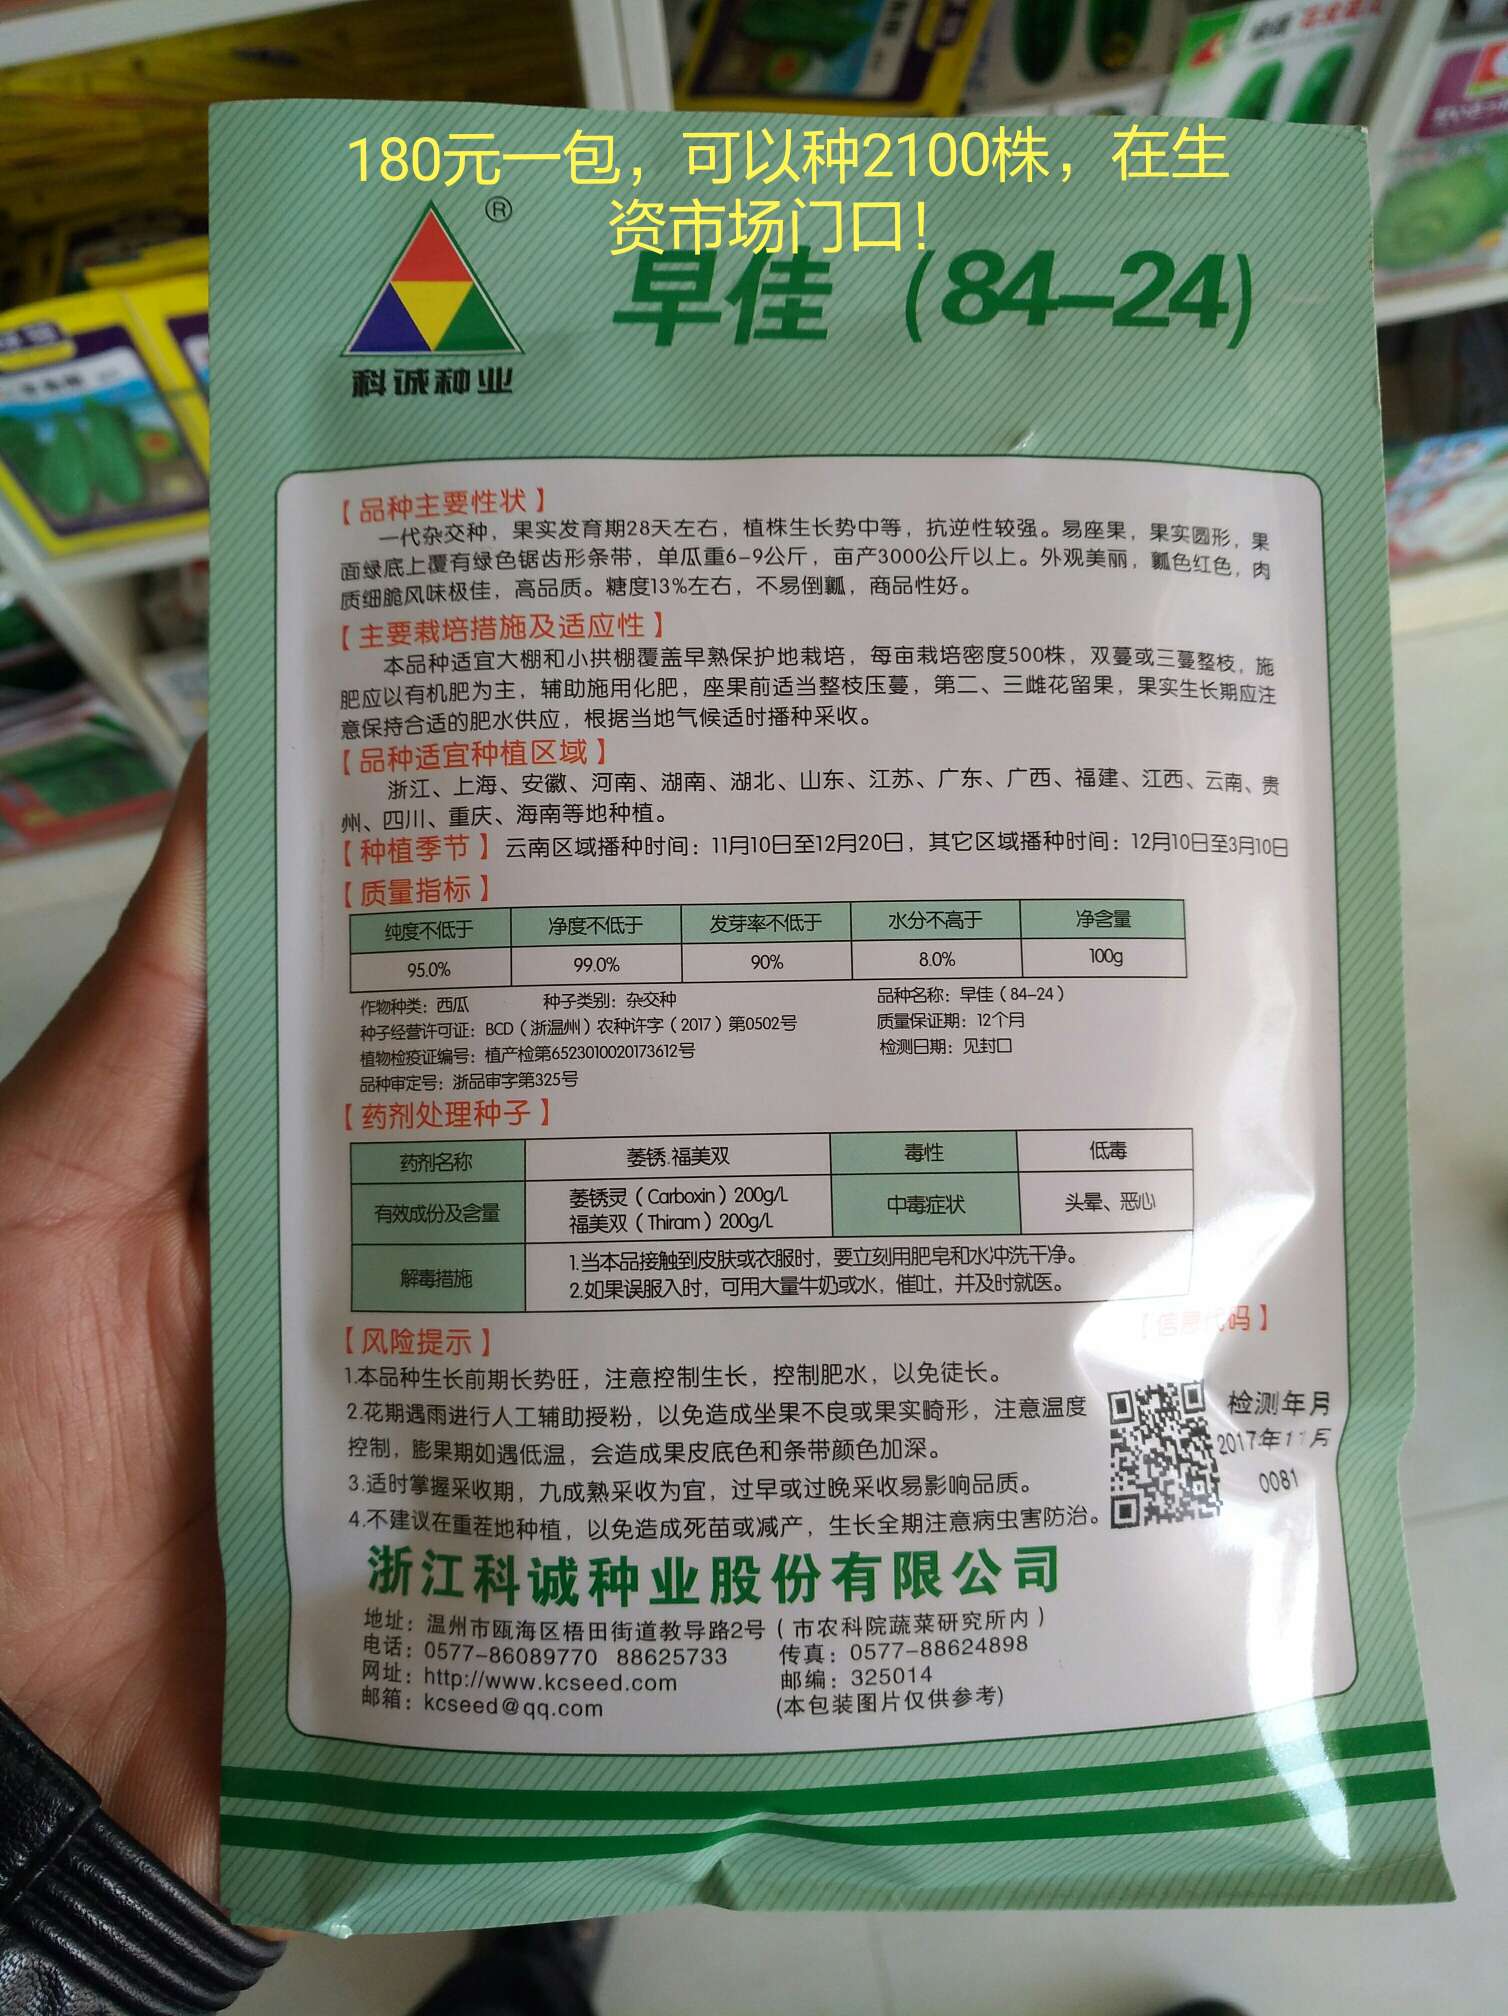 180元一包，可以种2100株，在生
资市场门口！
®
科诚种业
早佳（84-24）
【品种主要性状】
一代杂交种，果实发育期28天左右，植株生长势中等，抗逆性较强。易座果，果实圆形，果
面绿底上覆有绿色锯齿形条带，单瓜重6-9公斤，亩产3000公斤以上。外观美丽，瓤色红色，肉
质细脆风味极佳，高品质。糖度13%左右，不易倒瓤，商品性好。
【主要栽培措施及适应性】
本品种适宜大棚和小拱棚覆盖早熟保护地栽培，每亩栽培密度500株，双蔓或三蔓整枝，施
肥应以有机肥为主，辅助施用化肥，座果前适当整枝压蔓，第二、三雌花留果，果实生长期应注
意保持合适的肥水供应，根据当地气候适时播种采收。
【品种适宜种植区域】
浙江、上海、安徽、河南、湖南、湖北、山东、江苏、广东、广西、福建、江西、云南、贵
州、四川、重庆、海南等地种植。
【种植季节】云南区域播种时间：11月10日至12月20日，其它区域播种时间：12月10日至3月10日
【质量指标】
纯度不低于 净度不低于 发芽率不低于 水分不高于 净含量
95.0% 99.0% 90% 8.0% 100g
作物种类：西瓜 种子类别：杂交种 品种名称：早佳（84-24）
种子经营许可证：BCD（浙温州）农种许字（2017）第0502号 质量保证期：12个月
植物检疫证编号：植产检第6523010020173612号 检测日期：见封口
品种审定号：浙品审字第325号
【药剂处理种子】
药剂名称 萎锈.福美双 毒性 低毒
有效成份及含量 萎锈灵（Carboxin）200g/L 中毒症状 头晕、恶心
福美双（Thiram）200g/L
解毒措施 1.当本品接触到皮肤或衣服时，要立刻用肥皂和水冲洗干净。
2.如果误服入时，可用大量牛奶或水，催吐，并及时就医。
【风险提示】 【信息代码】
1.本品种生长前期长势旺，注意控制生长，控制肥水，以免徒长。
2.花期遇雨进行人工辅助授粉，以免造成坐果不良或果实畸形，注意温度
控制，膨果期如遇低温，会造成果皮底色和条带颜色加深。
3.适时掌握采收期，九成熟采收为宜，过早或过晚采收易影响品质。
4.不建议在重茬地种植，以免造成死苗或减产，生长全期注意病虫害防治。
检测年月
2017年11月
0081
浙江科诚种业股份有限公司
地址：温州市瓯海区梧田街道教导路2号（市农科院蔬菜研究所内）
电话：0577-86089770 88625733 传真：0577-88624898
网址：http://www.kcseed.com 邮编：325014
邮箱：kcseed@qq.com (本包装图片仅供参考)